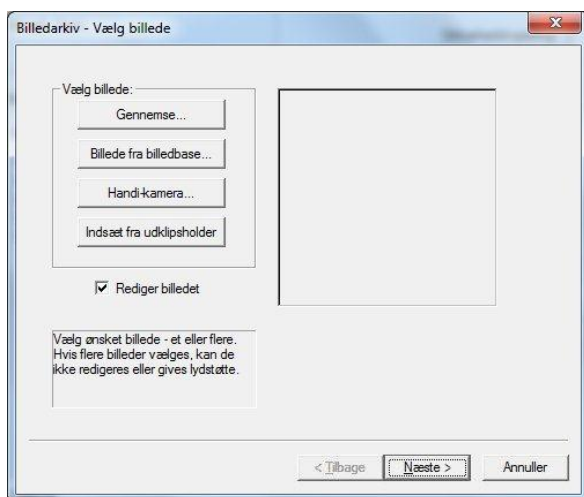 Billedarkiv - Vælg billede
Vælg billede:
Gennemse...
Billede fra billedbase...
Handi-kamera...
Indsæt fra udklipsholder
Rediger billedet
Vælg ønsket billede - et eller flere.
Hvis flere billeder vælges, kan de
ikke redigeres eller gives lydstøtte.
< Tilbage
Næste >
Annuller